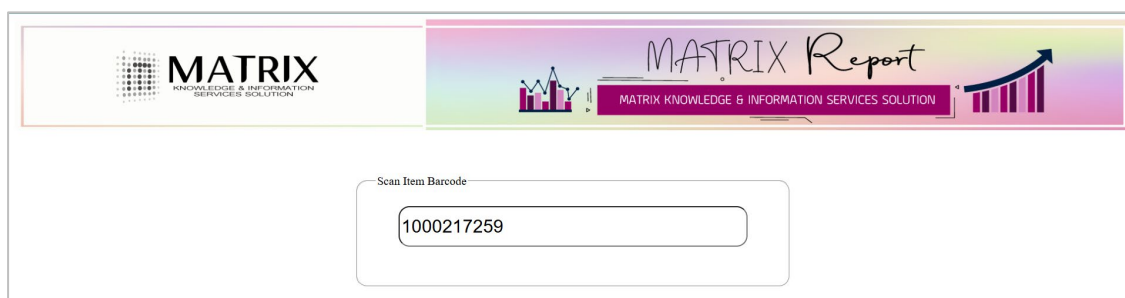 MATRIX
KNOWLEDGE & INFORMATION
SERVICES SOLUTION
MATRIX Report
MATRIX KNOWLEDGE & INFORMATION SERVICES SOLUTION
Scan Item Barcode
1000217259